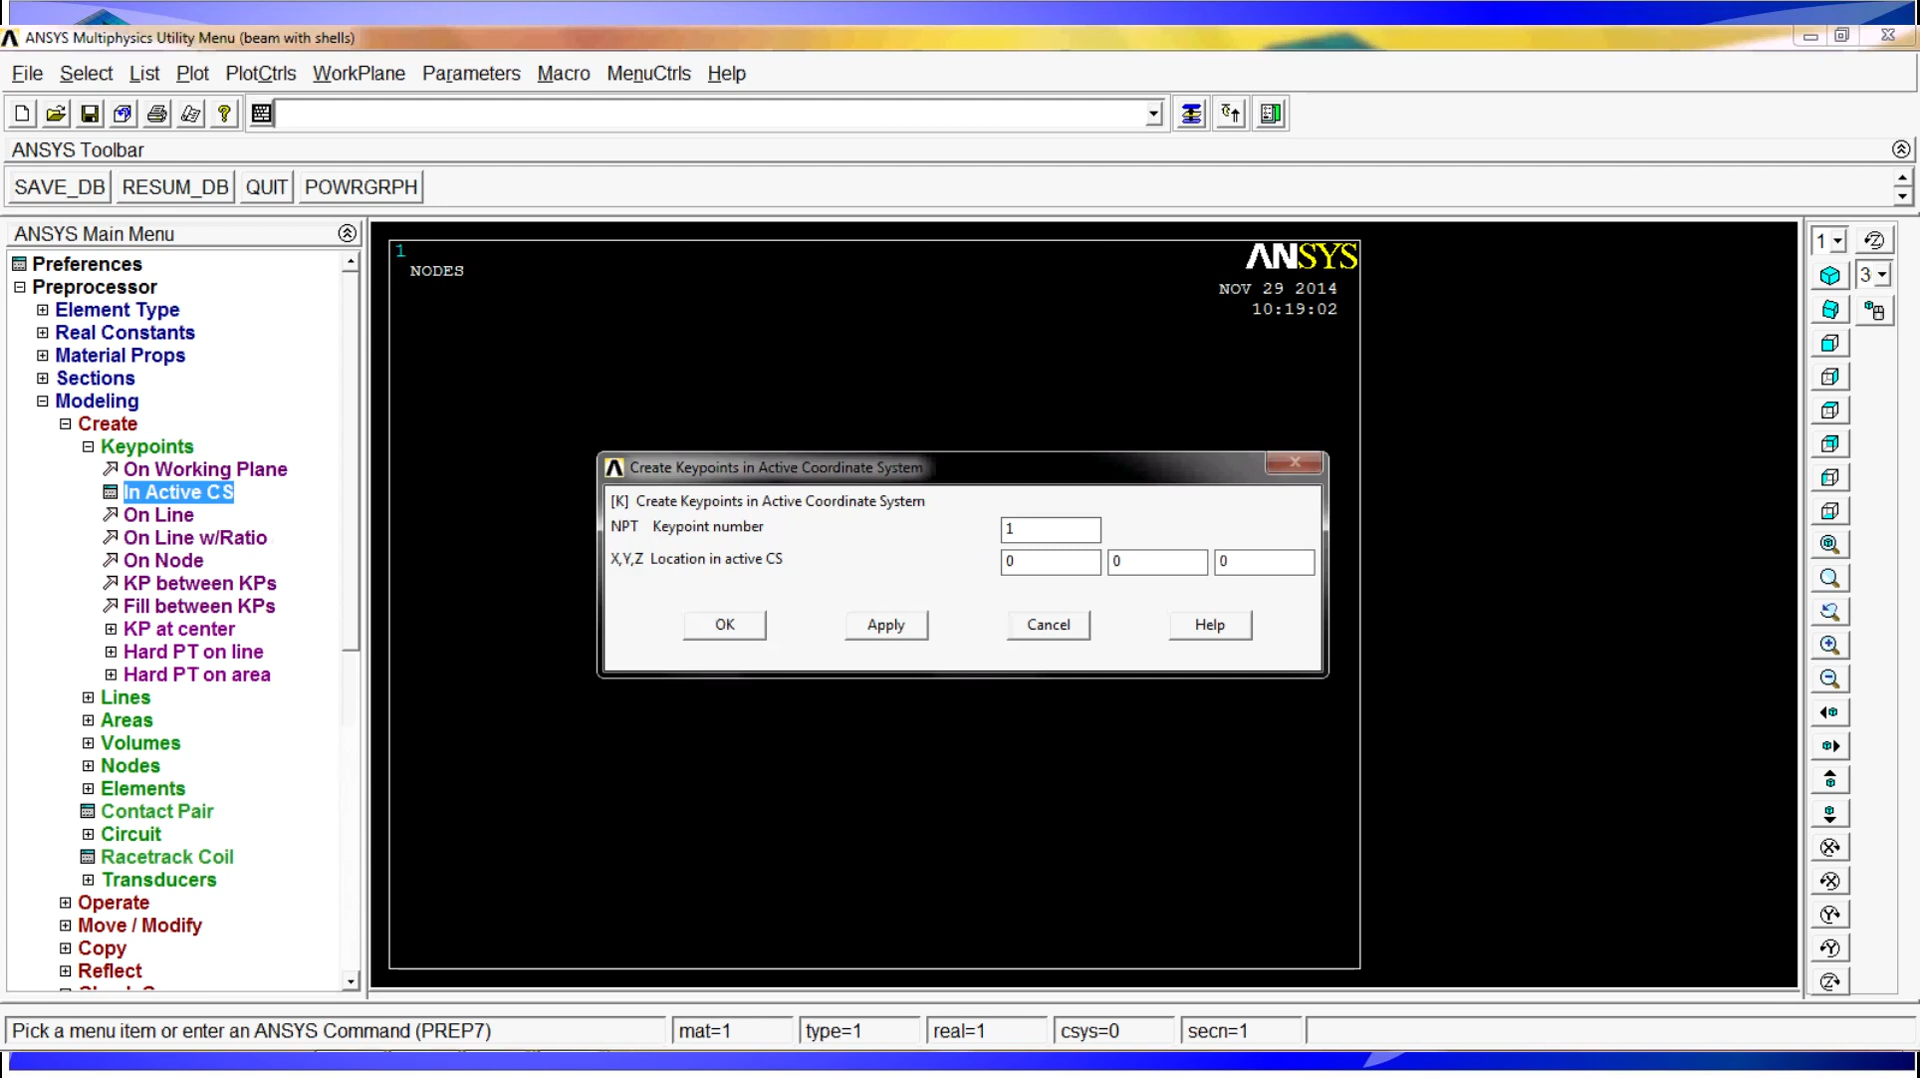 ANSYS Multiphysics Utility Menu (beam with shells)
File Select List Plot PlotCtrls WorkPlane Parameters Macro MenuCtrls Help
ANSYS Toolbar
SAVE_DB RESUM_DB QUIT POWRGRPH
ANSYS Main Menu
Preferences
Preprocessor
Element Type
Real Constants
Material Props
Sections
Modeling
Create
Keypoints
On Working Plane
In Active CS
On Line
On Line w/Ratio
On Node
KP between KPs
Fill between KPs
KP at center
Hard PT on line
Hard PT on area
Lines
Areas
Volumes
Nodes
Elements
Contact Pair
Circuit
Racetrack Coil
Transducers
Operate
Move / Modify
Copy
Reflect
1
NODES
ANSYS
NOV 29 2014
10:19:02
Create Keypoints in Active Coordinate System
[K] Create Keypoints in Active Coordinate System
NPT Keypoint number 1
X,Y,Z Location in active CS 0 0 0
OK Apply Cancel Help
1
3
Pick a menu item or enter an ANSYS Command (PREP7) mat=1 type=1 real=1 csys=0 secn=1